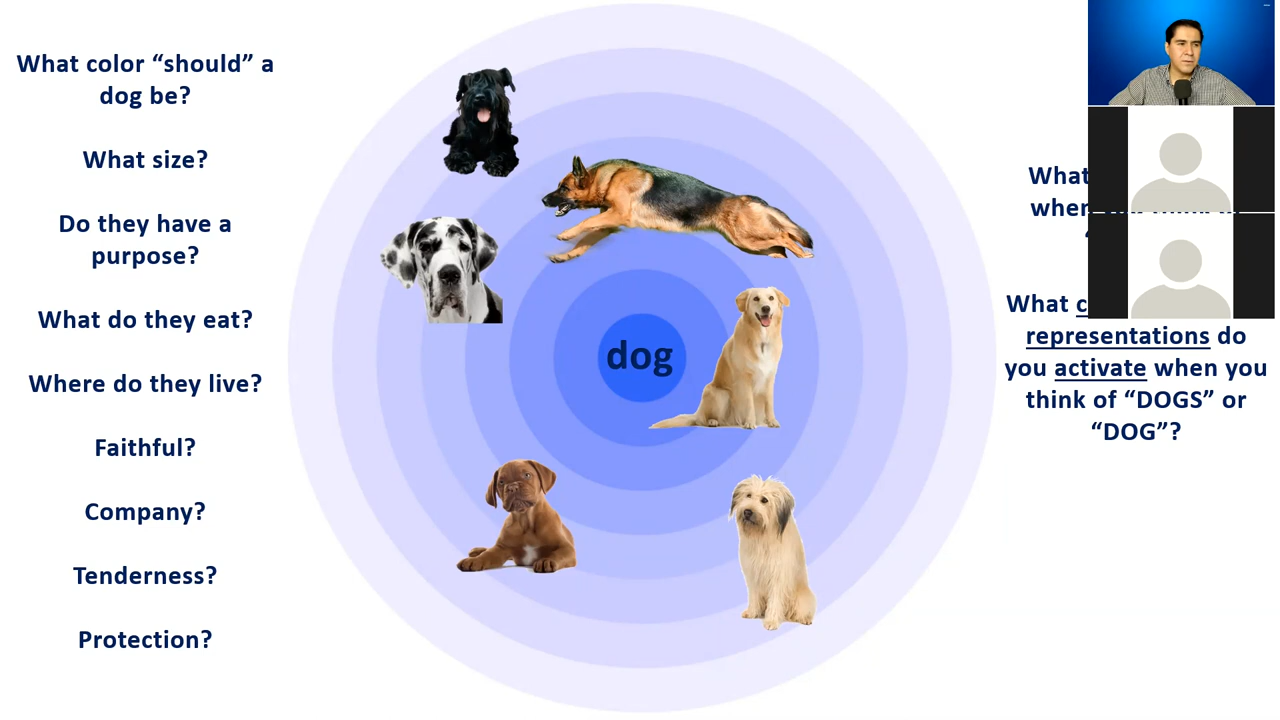 What color “should” a
dog be?
What size?
Do they have a
purpose?
What do they eat?
Where do they live?
Faithful?
Company?
Tenderness?
Protection?
dog
What
when
What
representations do
you activate when you
think of “DOGS” or
“DOG”?